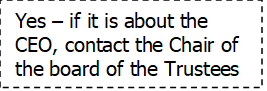 Yes – if it is about the
CEO, contact the Chair of
the board of the Trustees